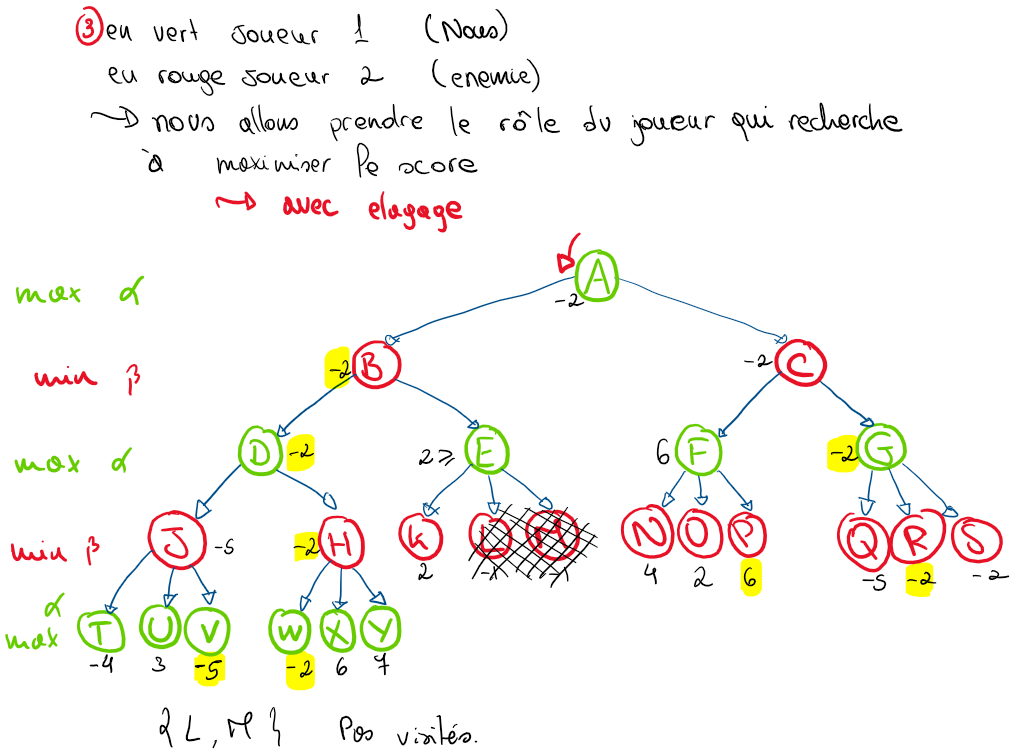 ③ en vert Joueur 1 (Nous)
en rouge Joueur 2 (enemie)
→ nous allons prendre le rôle du joueur qui recherche
à maximiser le score
→ avec elagage
max α
A
-2
min β
-2 B
-2 C
max α
D -2
2 ≥ E
6 F
-2 G
min β
J -5
-2 H
K L M
N O P
Q R S
2 -1 -1
4 2 6
-5 -2 -2
α
max
T U V
W X Y
-4 3 -5
-2 6 7
{ L, M } Pas visités.